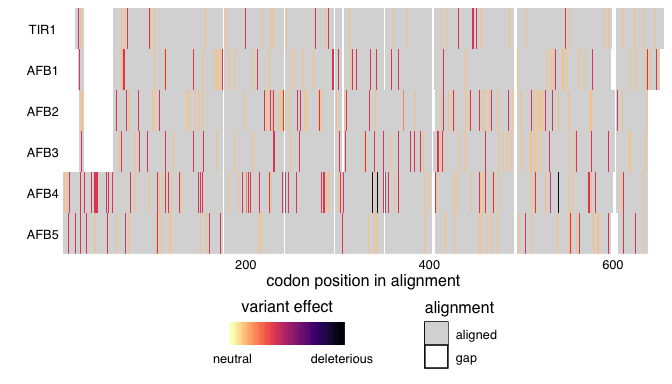 TIR1
AFB1
AFB2
AFB3
AFB4
AFB5
200 400 600
codon position in alignment
variant effect
neutral deleterious
alignment
aligned
gap